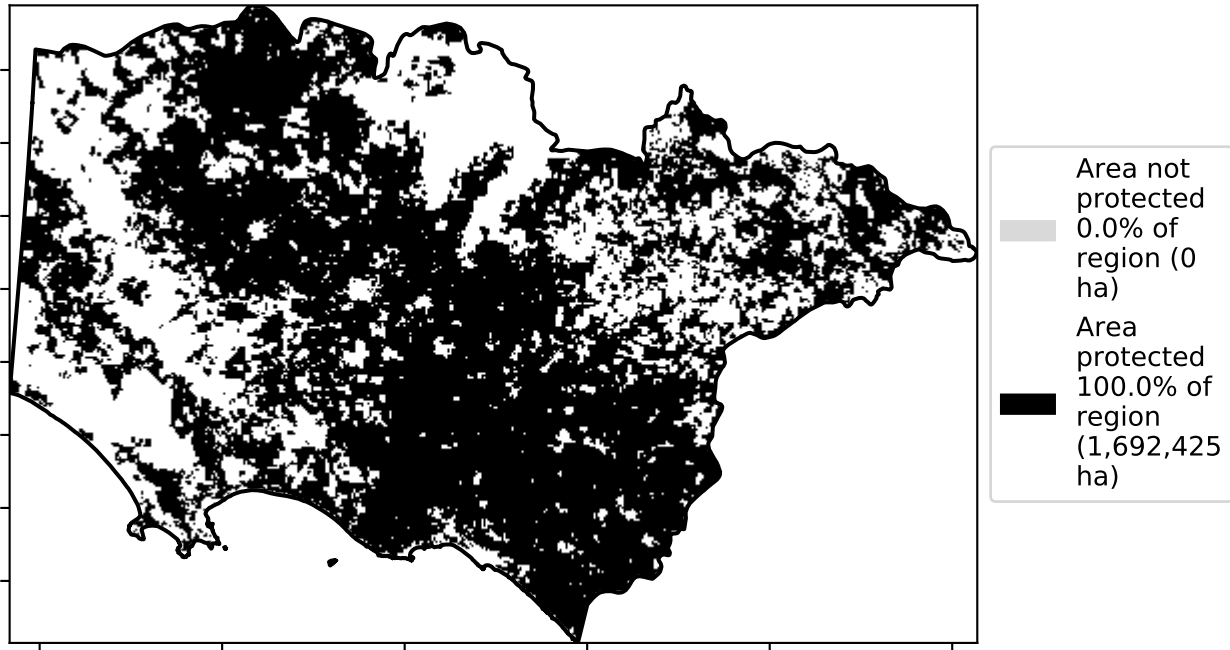 Area not
protected
0.0% of
region (0
ha)
Area
protected
100.0% of
region
(1,692,425
ha)